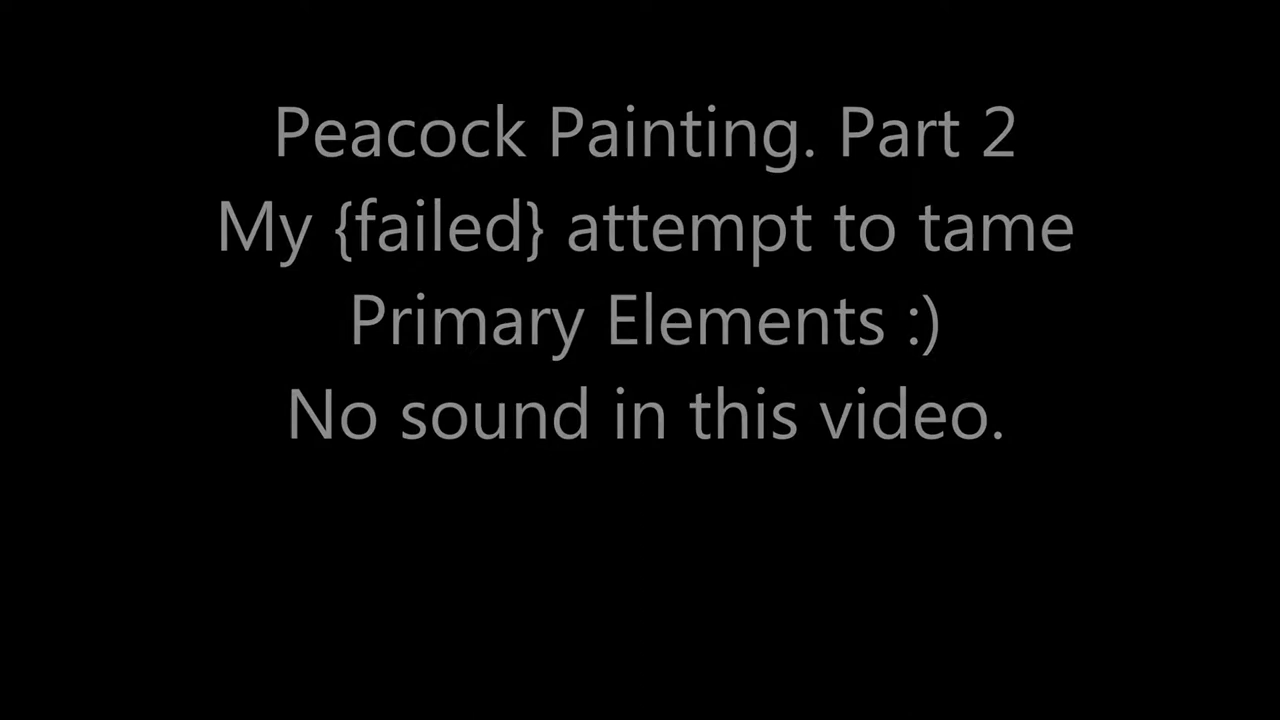 Peacock Painting. Part 2
My {failed} attempt to tame
Primary Elements :)
No sound in this video.